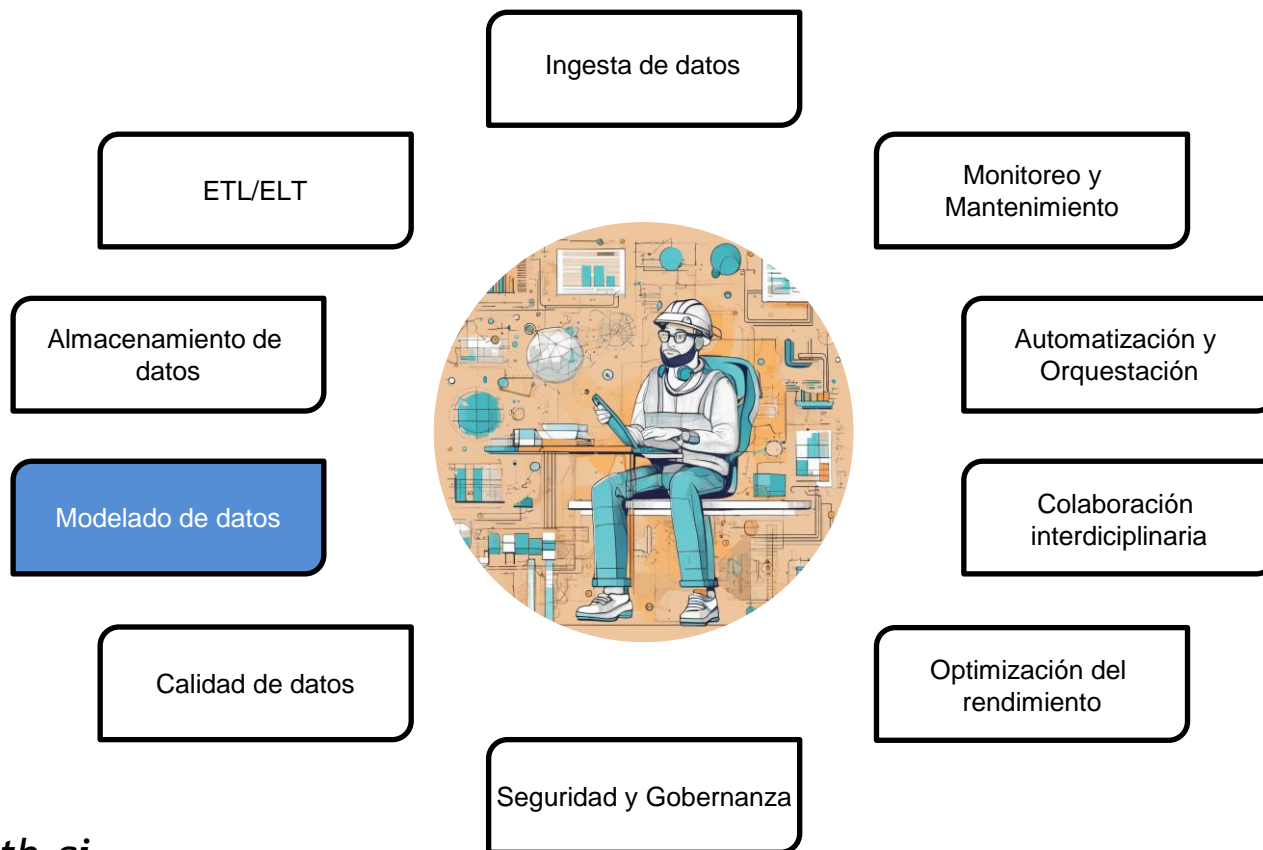 Ingesta de datos
ETL/ELT
Monitoreo y
Mantenimiento
Almacenamiento de
datos
Automatización y
Orquestación
Modelado de datos
Colaboración
interdiciplinaria
Calidad de datos
Optimización del
rendimiento
Seguridad y Gobernanza